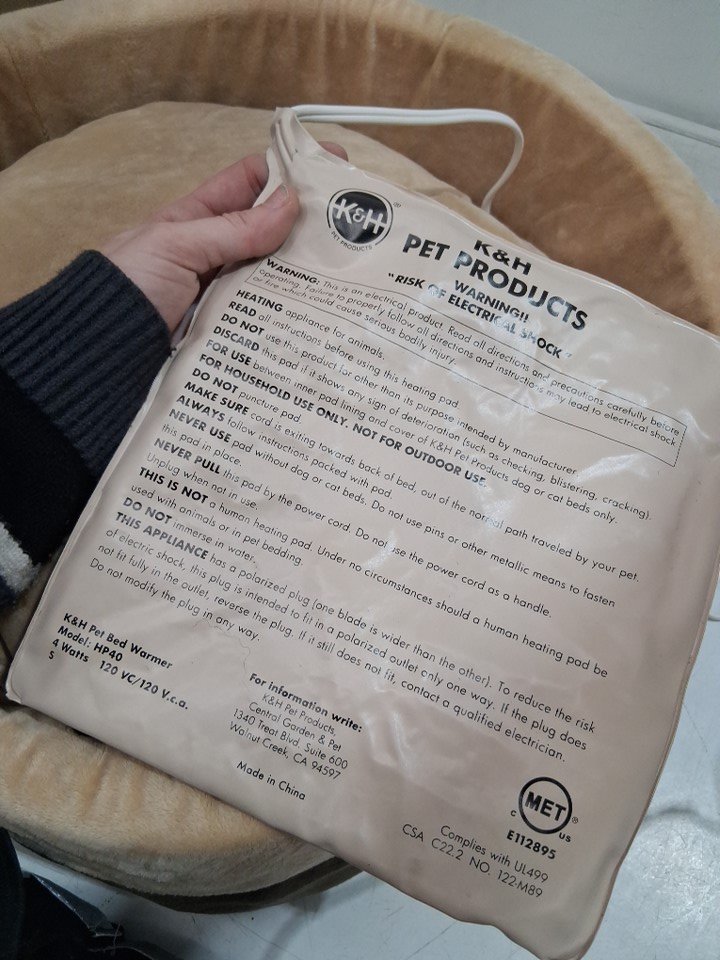 K&H
PET PRODUCTS
®
K&H
PET PRODUCTS
WARNING!!
"RISK OF ELECTRICAL SHOCK"
WARNING: This is an electrical product. Read all directions and precautions carefully before
operating. Failure to properly follow all directions and instructions may lead to electrical shock
or fire which could cause serious bodily injury.
HEATING appliance for animals.
READ all instructions before using this heating pad.
DO NOT use this product for other than its purpose intended by manufacturer.
DISCARD this pad if it shows any sign of deterioration (such as checking, blistering, cracking).
FOR USE between inner pad lining and cover of K&H Pet Products dog or cat beds only.
FOR HOUSEHOLD USE ONLY. NOT FOR OUTDOOR USE.
DO NOT puncture pad.
MAKE SURE cord is exiting towards back of bed, out of the normal path traveled by your pet.
ALWAYS follow instructions packed with pad.
NEVER USE pad without dog or cat beds. Do not use pins or other metallic means to fasten
this pad in place.
NEVER PULL this pad by the power cord. Do not use the power cord as a handle.
Unplug when not in use.
THIS IS NOT a human heating pad. Under no circumstances should a human heating pad be
used with animals or in pet bedding.
DO NOT immerse in water.
THIS APPLIANCE has a polarized plug (one blade is wider than the other). To reduce the risk
of electric shock, this plug is intended to fit in a polarized outlet only one way. If the plug does
not fit fully in the outlet, reverse the plug. If it still does not fit, contact a qualified electrician.
Do not modify the plug in any way.
K&H Pet Bed Warmer
Model: HP40
4 Watts 120 VC/120 V.c.a.
S
For information write:
K&H Pet Products,
Central Garden & Pet
1340 Treat Blvd, Suite 600
Walnut Creek, CA 94597
Made in China
c MET ® us
E112895
Complies with UL499
CSA C22.2 NO. 122-M89